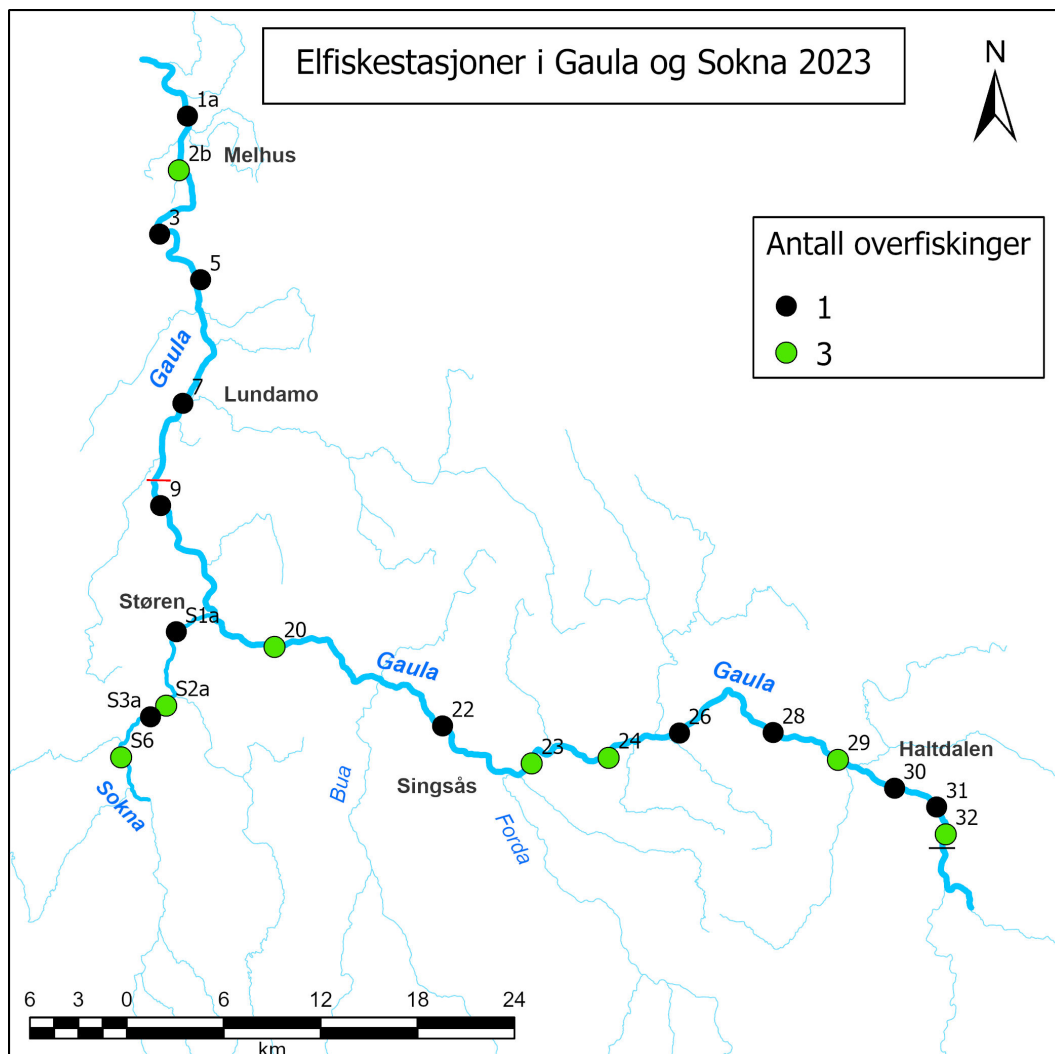 Elfiskestasjoner i Gaula og Sokna 2023
N
1a
2b
Melhus
3
5
Antall overfiskinger
1
3
Gaula
7
Lundamo
9
Støren
S1a
20
Gaula
Gaula
S2a
S3a
22
S6
23
24
26
28
29
Haltdalen
30
31
32
Singsås
Bua
Forda
Sokna
6 3 0 6 12 18 24
km